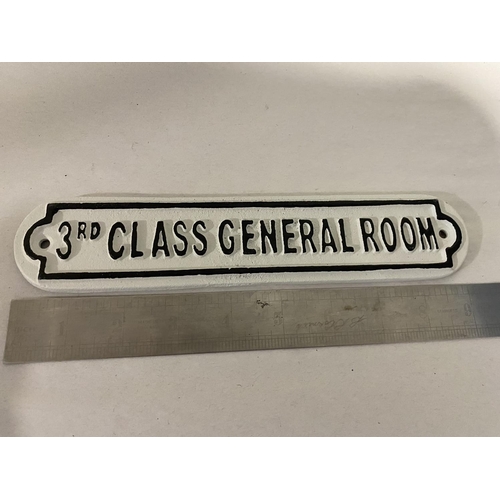 3RD CLASS GENERAL ROOM